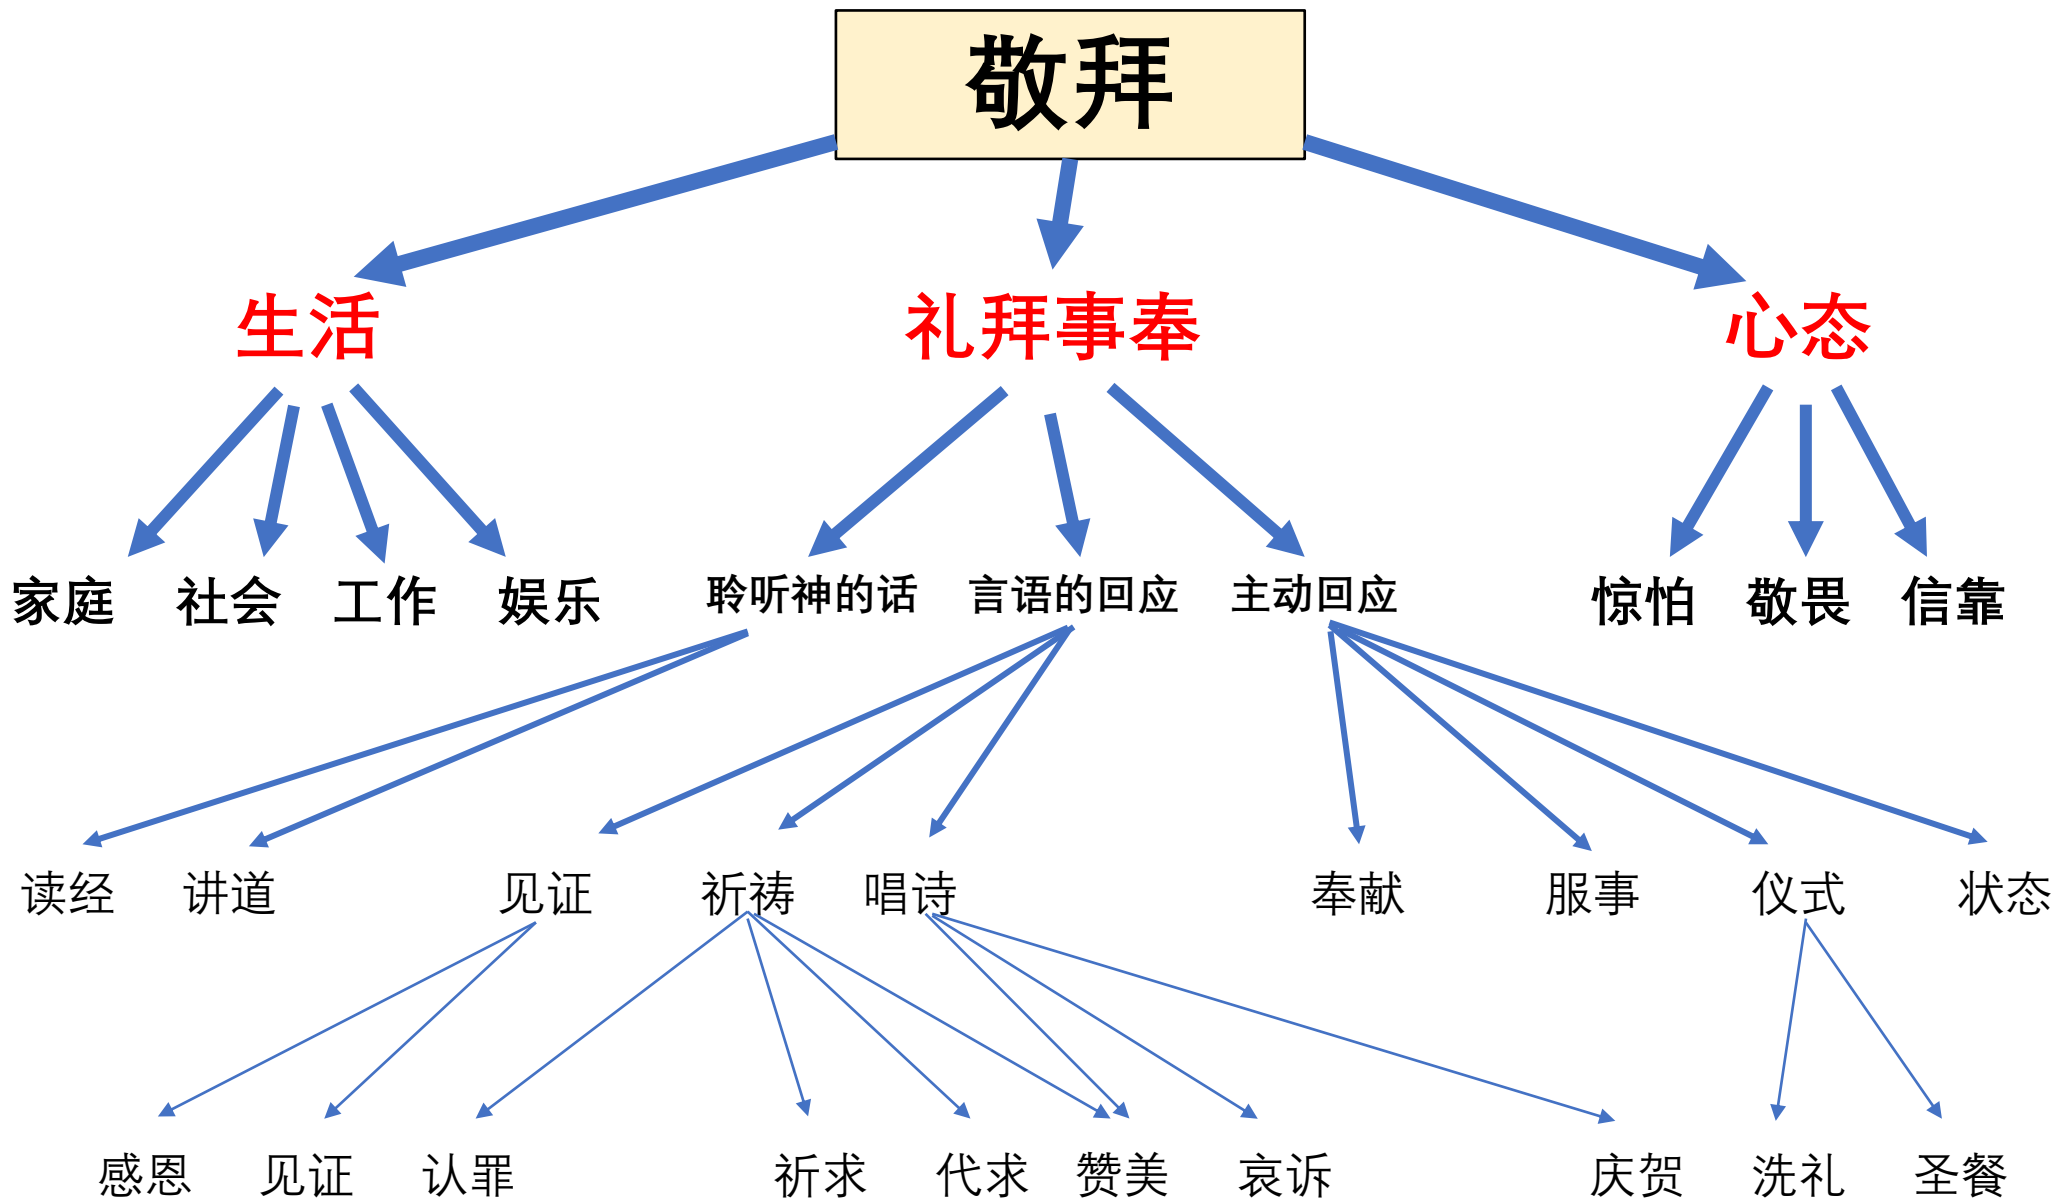 敬拜
生活 礼拜事奉 心态
家庭 社会 工作 娱乐 聆听神的话 言语的回应 主动回应 惊怕 敬畏 信靠
读经 讲道 见证 祈祷 唱诗 奉献 服事 仪式 状态
感恩 见证 认罪 祈求 代求 赞美 哀诉 庆贺 洗礼 圣餐